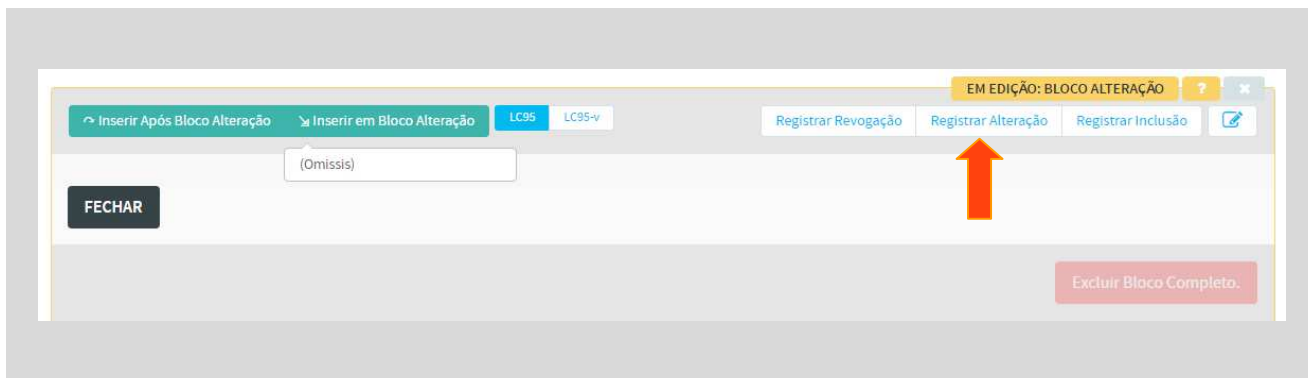 EM EDIÇÃO: BLOCO ALTERAÇÃO ?
Inserir Após Bloco Alteração Inserir em Bloco Alteração LC95 LC95-v Registrar Revogação Registrar Alteração Registrar Inclusão
(Omissis)
FECHAR
Excluir Bloco Completo.